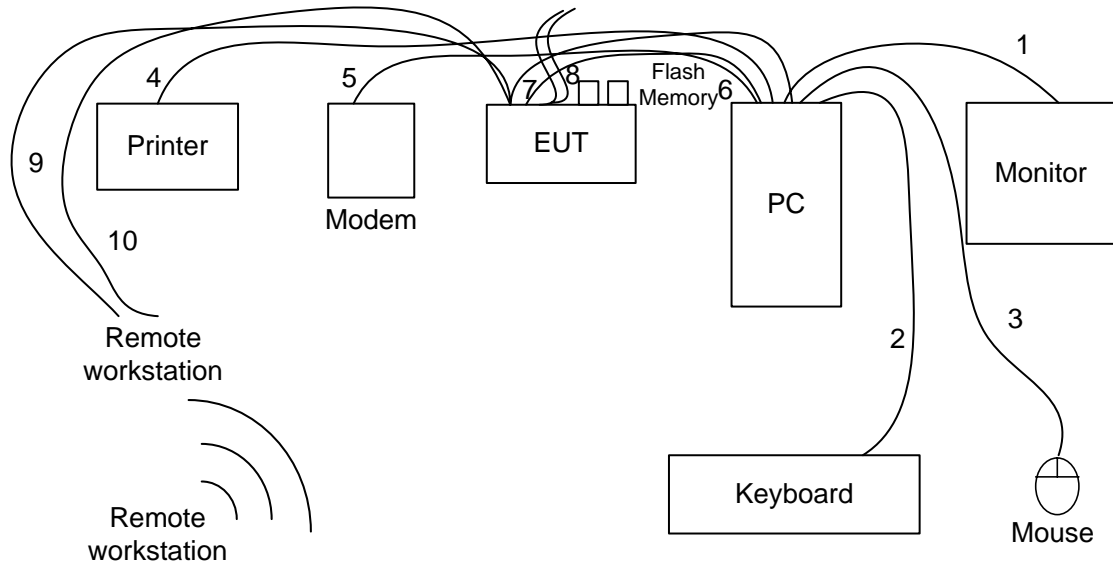 1
4
5
7
8
Flash
Memory
6
Printer
EUT
9
PC
Monitor
Modem
10
Remote
workstation
2
3
Keyboard
Remote
workstation
Mouse